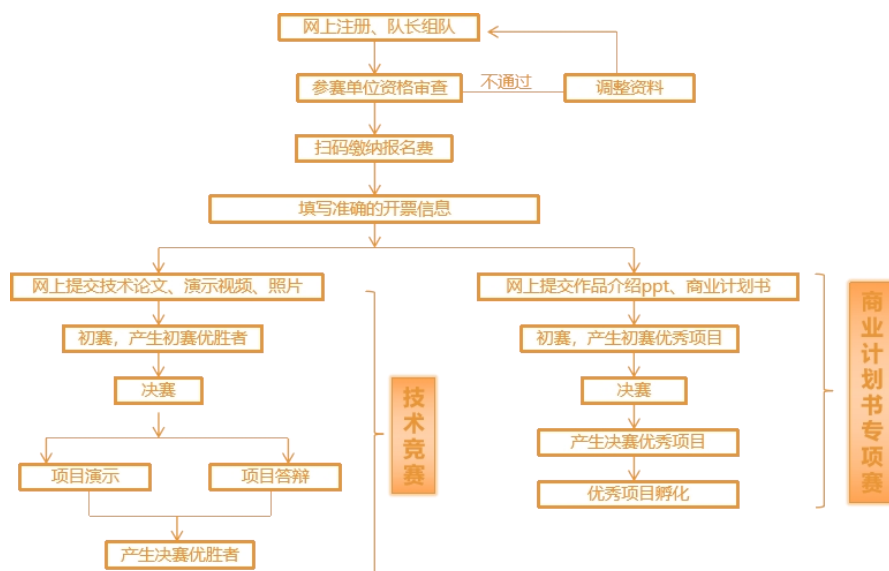 网上注册、队长组队
参赛单位资格审查
不通过
调整资料
扫码缴纳报名费
填写准确的开票信息
网上提交技术论文、演示视频、照片
初赛，产生初赛优胜者
决赛
项目演示
项目答辩
产生决赛优胜者
技术竞赛
网上提交作品介绍ppt、商业计划书
初赛，产生初赛优秀项目
决赛
产生决赛优秀项目
优秀项目孵化
商业计划书专项赛